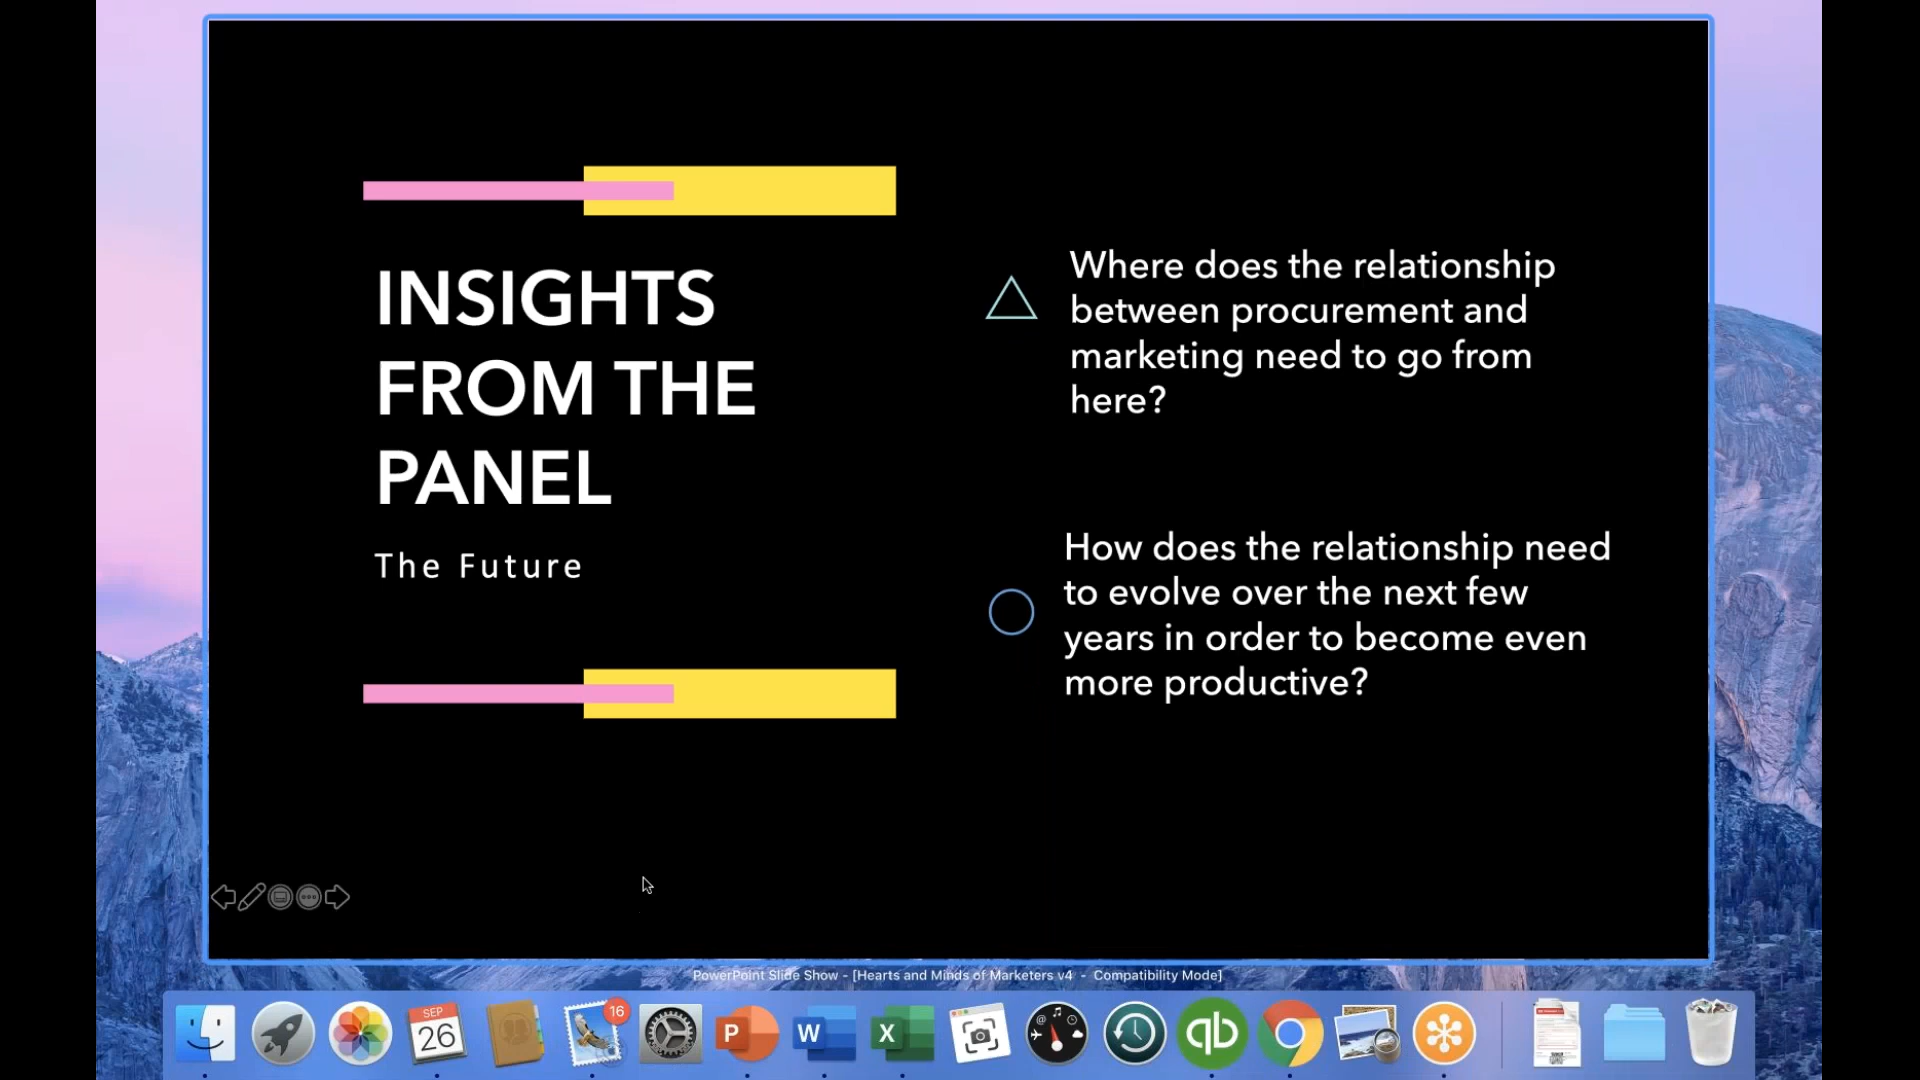 INSIGHTS
FROM THE
PANEL
The Future
Where does the relationship
between procurement and
marketing need to go from
here?
How does the relationship need
to evolve over the next few
years in order to become even
more productive?
PowerPoint Slide Show - [Hearts and Minds of Marketers v4 - Compatibility Mode]
SEP
26
16
P
W
X
qb